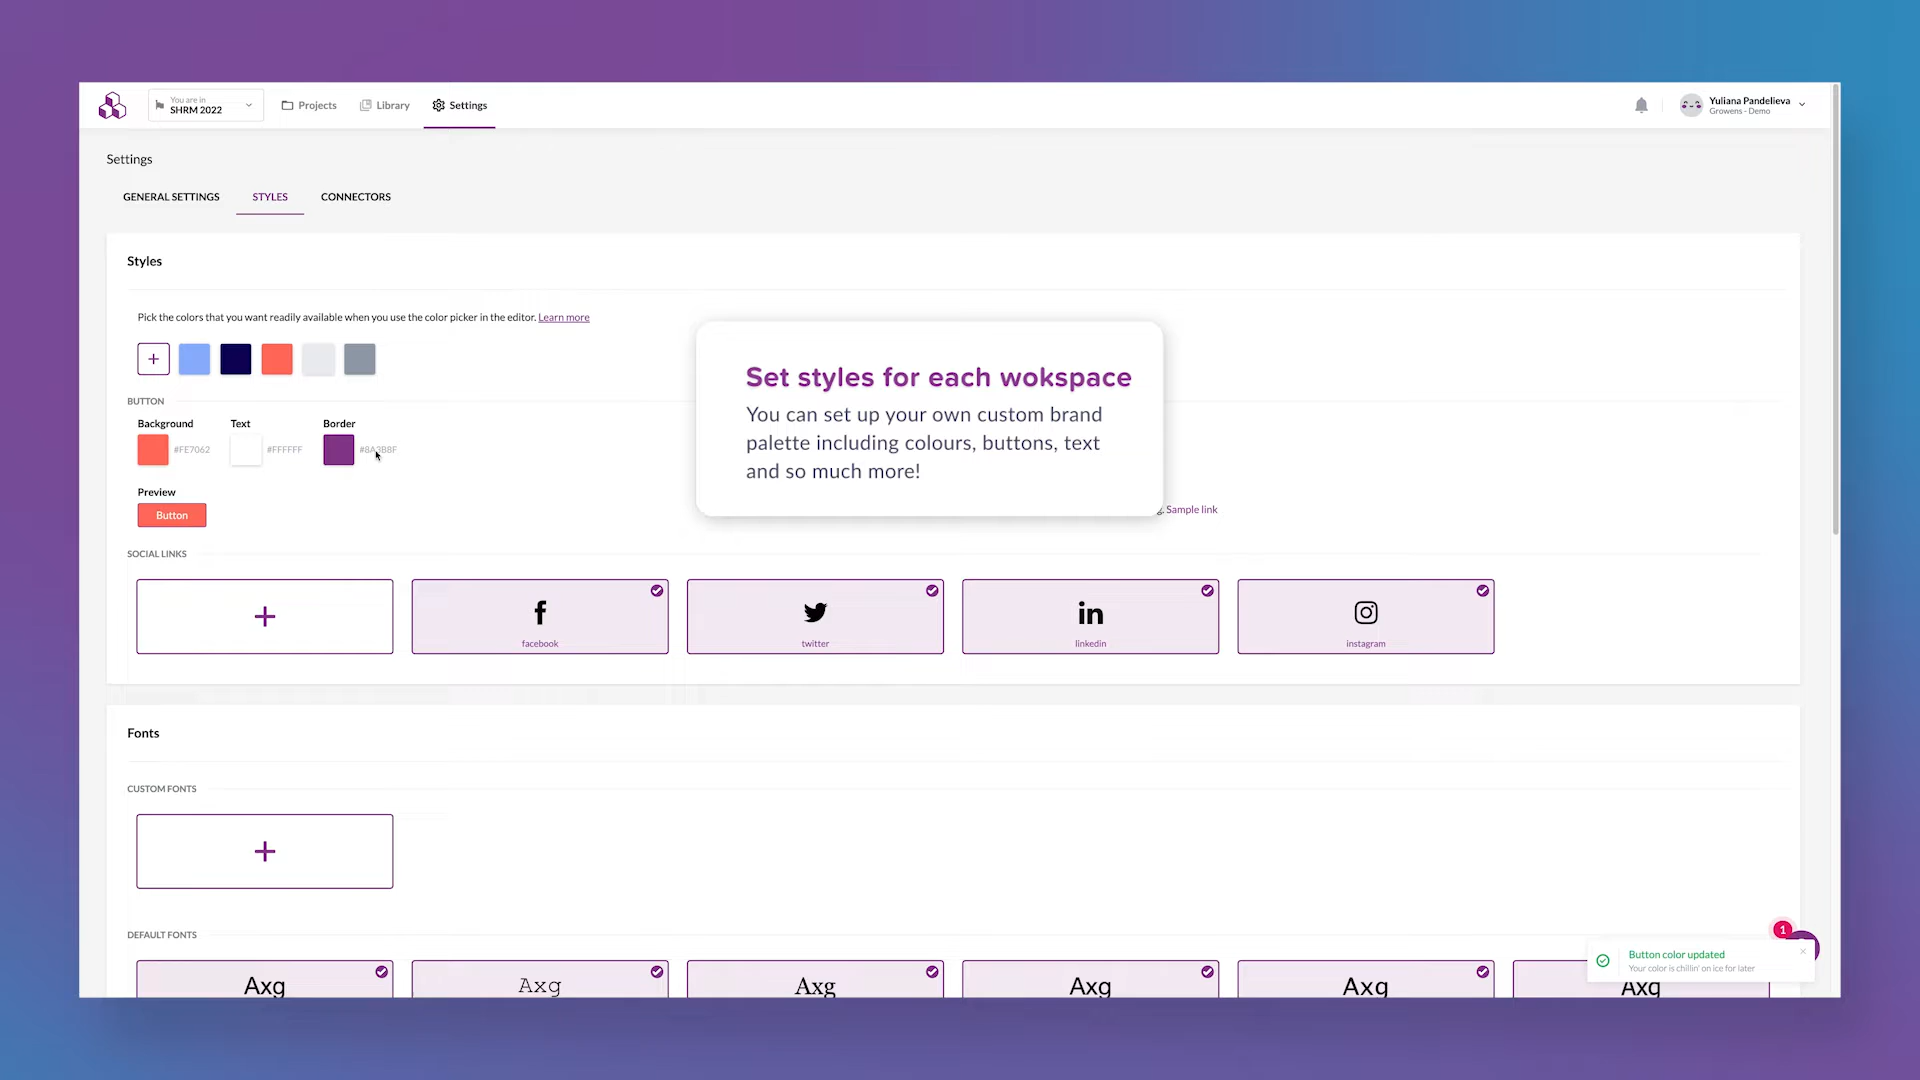 You are in
SHRM 2022
Projects
Library
Settings
Yuliana Pandelieva
Growens - Demo
Settings
GENERAL SETTINGS
STYLES
CONNECTORS
Styles
Pick the colors that you want readily available when you use the color picker in the editor. Learn more
BUTTON
Background
Text
Border
#FE7062
#FFFFFF
#8A3B8F
Preview
Button
Set styles for each wokspace
You can set up your own custom brand
palette including colours, buttons, text
and so much more!
g. Sample link
SOCIAL LINKS
facebook
twitter
linkedin
instagram
Fonts
CUSTOM FONTS
DEFAULT FONTS
Axg
Axg
Axg
Axg
Axg
Axg
1
Button color updated
Your color is chillin' on ice for later